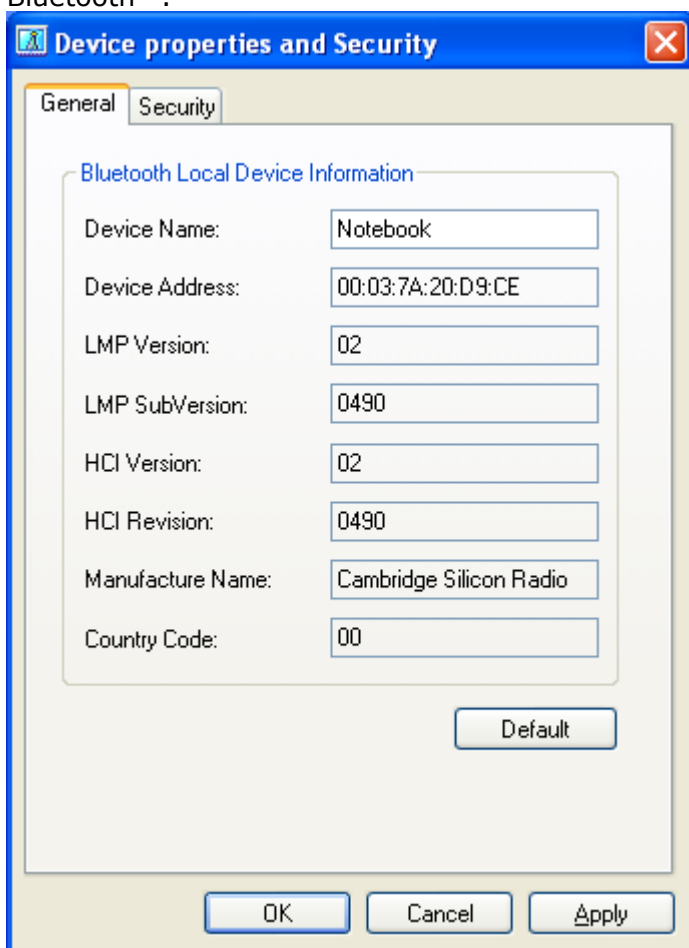 Bluetooth :
Device properties and Security
General Security
Bluetooth Local Device Information
Device Name: Notebook
Device Address: 00:03:7A:20:D9:CE
LMP Version: 02
LMP SubVersion: 0490
HCI Version: 02
HCI Revision: 0490
Manufacture Name: Cambridge Silicon Radio
Country Code: 00
Default
OK Cancel Apply